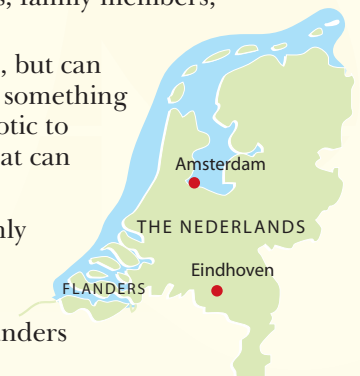 s, family members,
, but can
something
otic to
at can
nly
nders
Amsterdam
THE NEDERLANDS
Eindhoven
FLANDERS